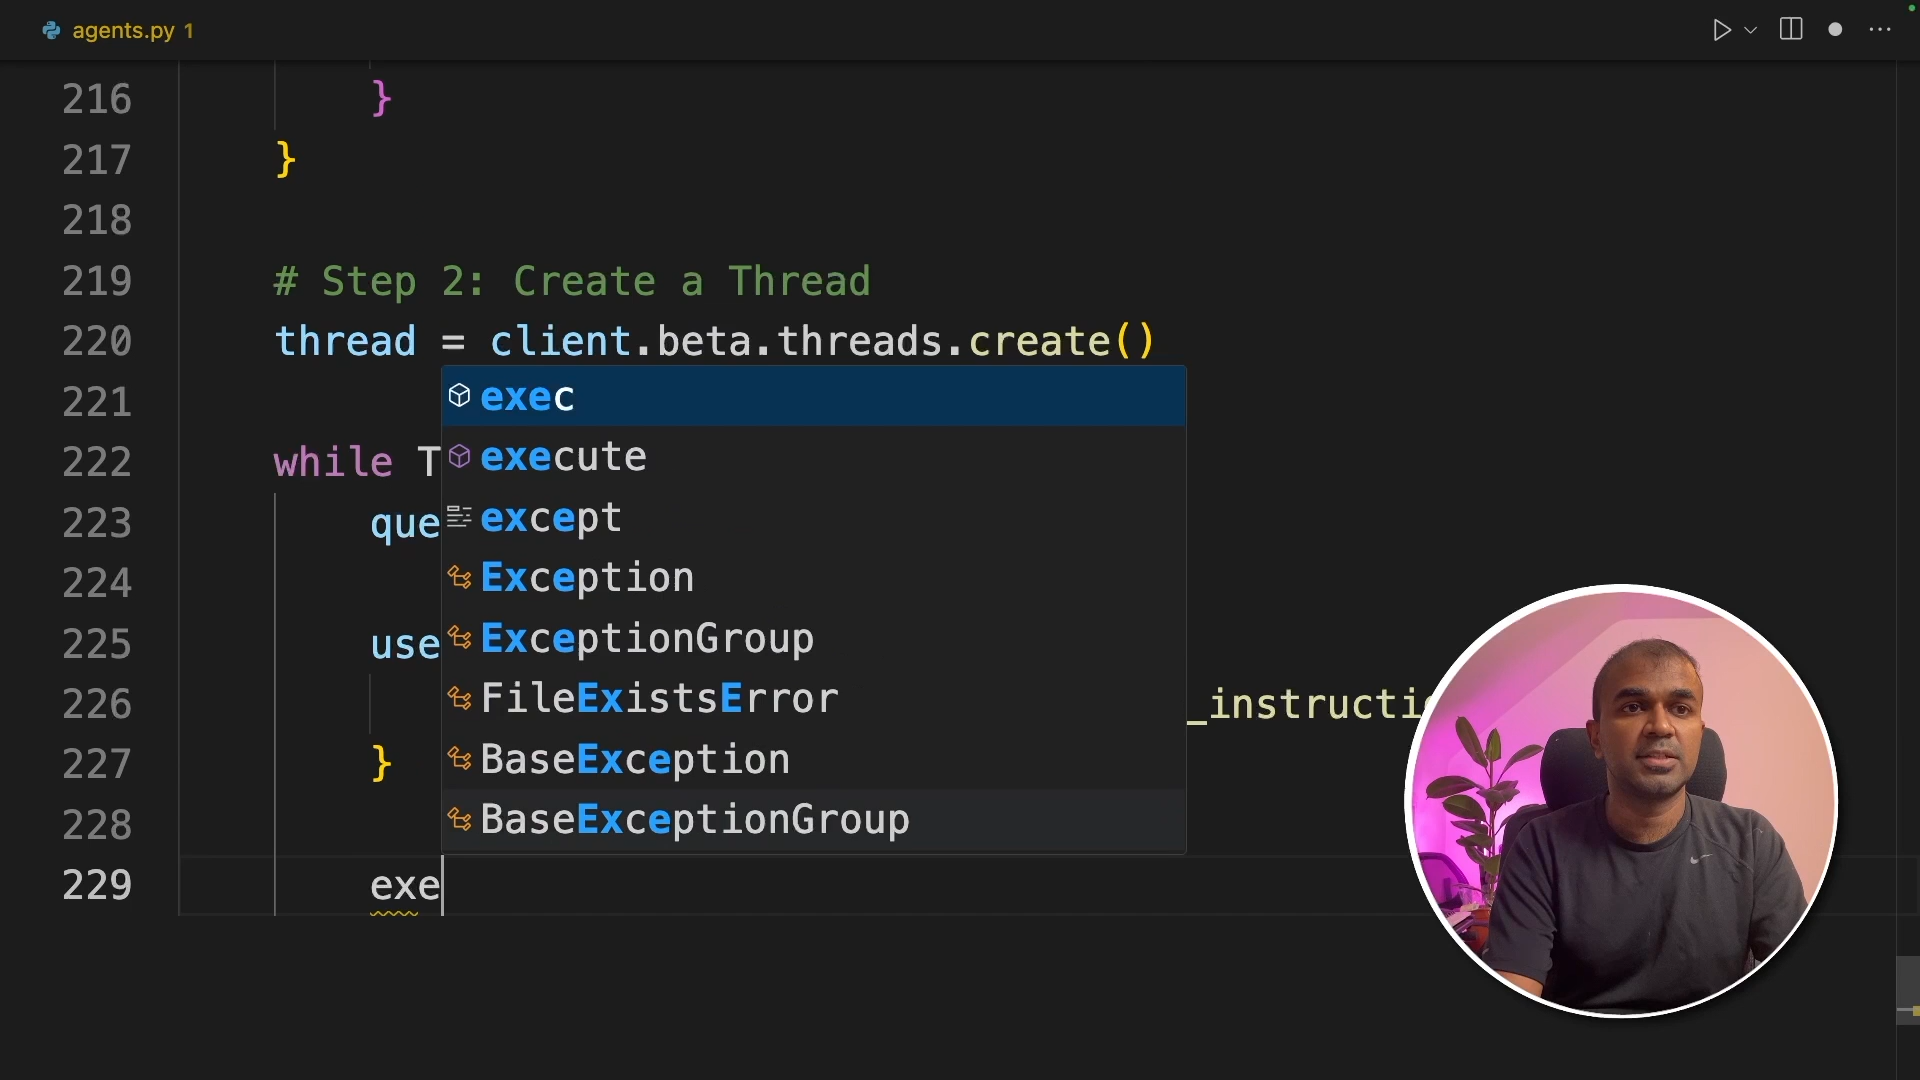 agents.py 1
216 }
217 }
218
219 # Step 2: Create a Thread
220 thread = client.beta.threads.create()
221
exec
222 while T
execute
223 que
except
224
Exception
225 use
ExceptionGroup
226 _instructi
FileExistsError
227 }
BaseException
228
BaseExceptionGroup
229 exe